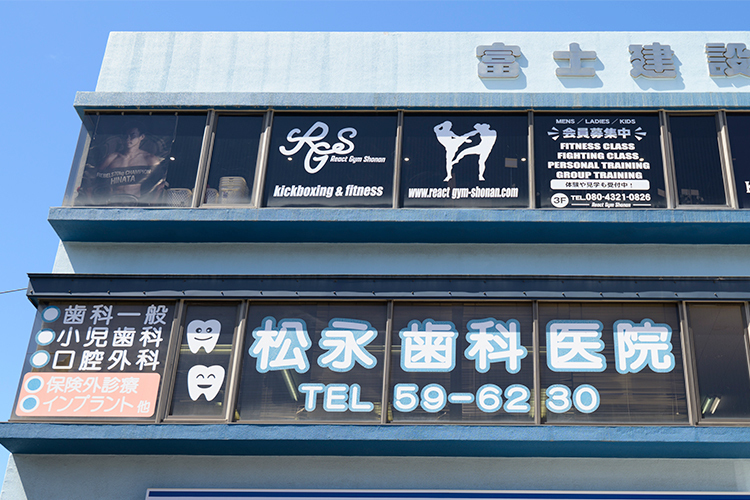 富士建設
RGS
React Gym Shonan
kickboxing & fitness
www.react gym-shonan.com
MENS / LADIES / KIDS
会員募集中
FITNESS CLASS
FIGHTING CLASS
PERSONAL TRAINING
GROUP TRAINING
体験や見学も受付中!
3F TEL.080-4321-0826
React Gym Shonan
HINATA
歯科一般
小児歯科
口腔外科
保険外診療
インプラント 他
松永歯科医院
TEL 59-6230